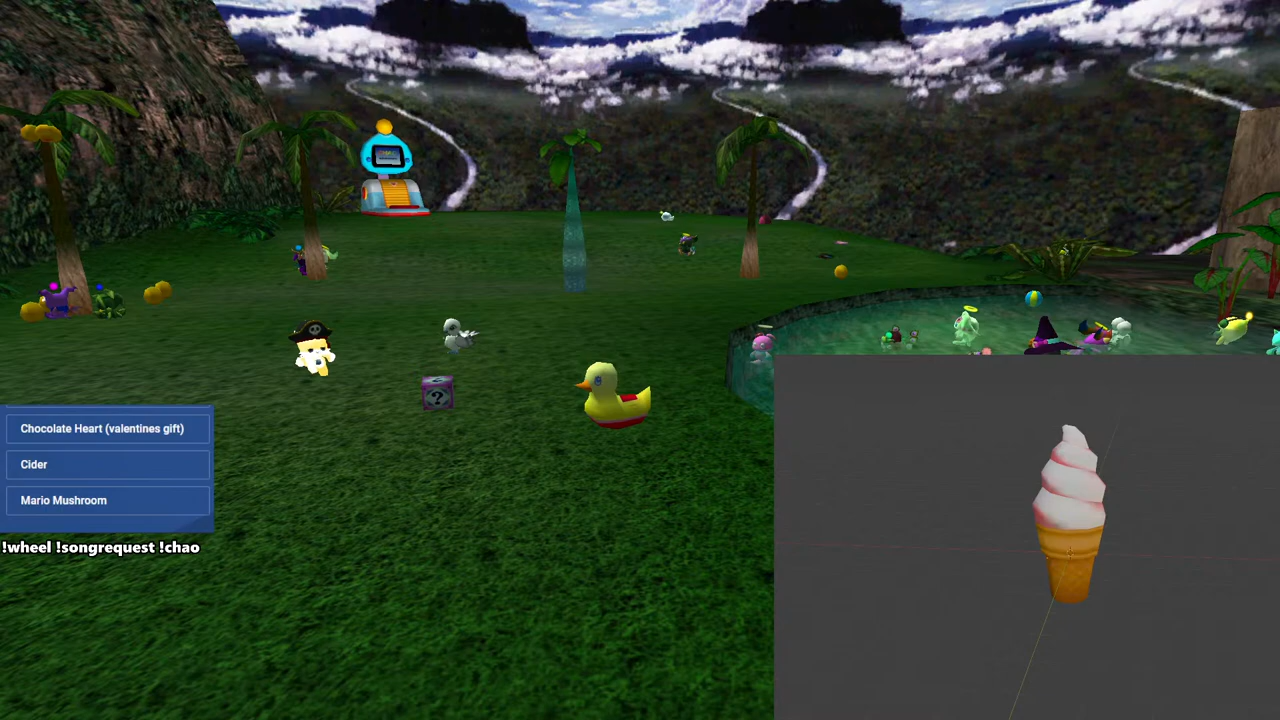 ?
Chocolate Heart (valentines gift)
Cider
Mario Mushroom
!wheel !songrequest !chao